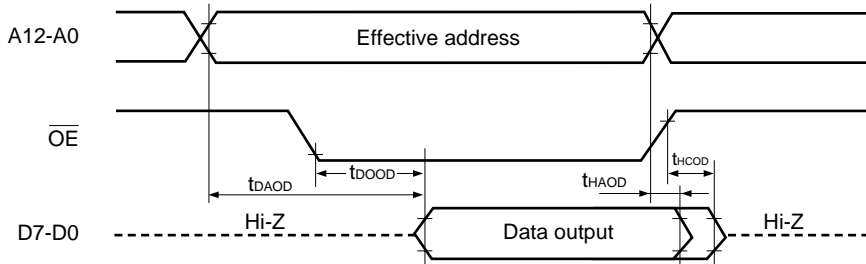 A12-A0
Effective address
OE
tDOOD
tHCOD
tDAOD
tHAOD
D7-D0
Hi-Z
Data output
Hi-Z